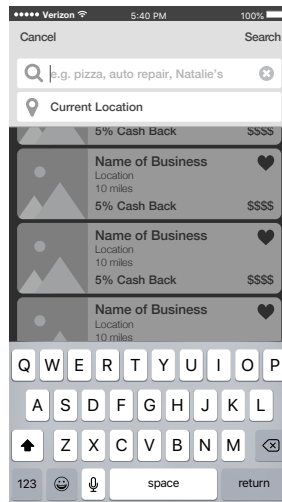 Verizon 5:40 PM 100%
Cancel Search
e.g. pizza, auto repair, Natalie's
Current Location
5% Cash Back $$$$
Name of Business
Location
10 miles
5% Cash Back $$$$
Name of Business
Location
10 miles
5% Cash Back $$$$
Name of Business
Location
10 miles
Q W E R T Y U I O P
A S D F G H J K L
Z X C V B N M
123 space return